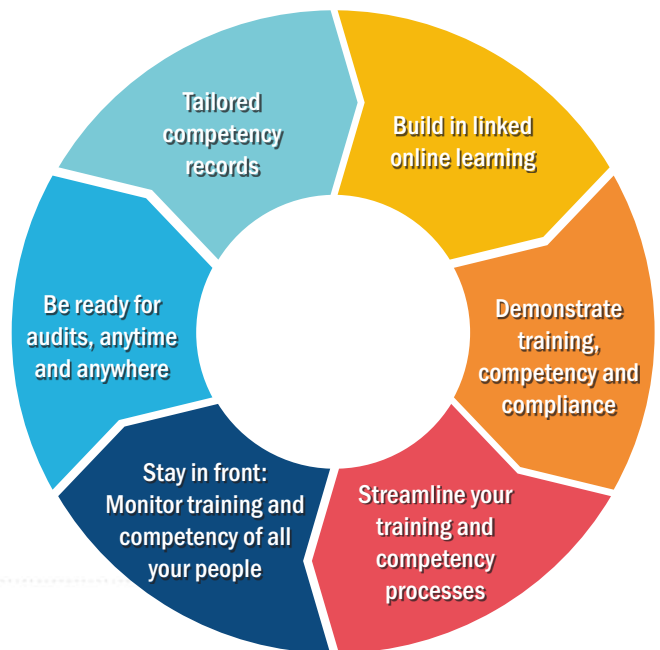 Tailored
competency
records
Build in linked
online learning
Demonstrate
training,
competency and
compliance
Streamline your
training and
competency
processes
Stay in front:
Monitor training and
competency of all
your people
Be ready for
audits, anytime
and anywhere